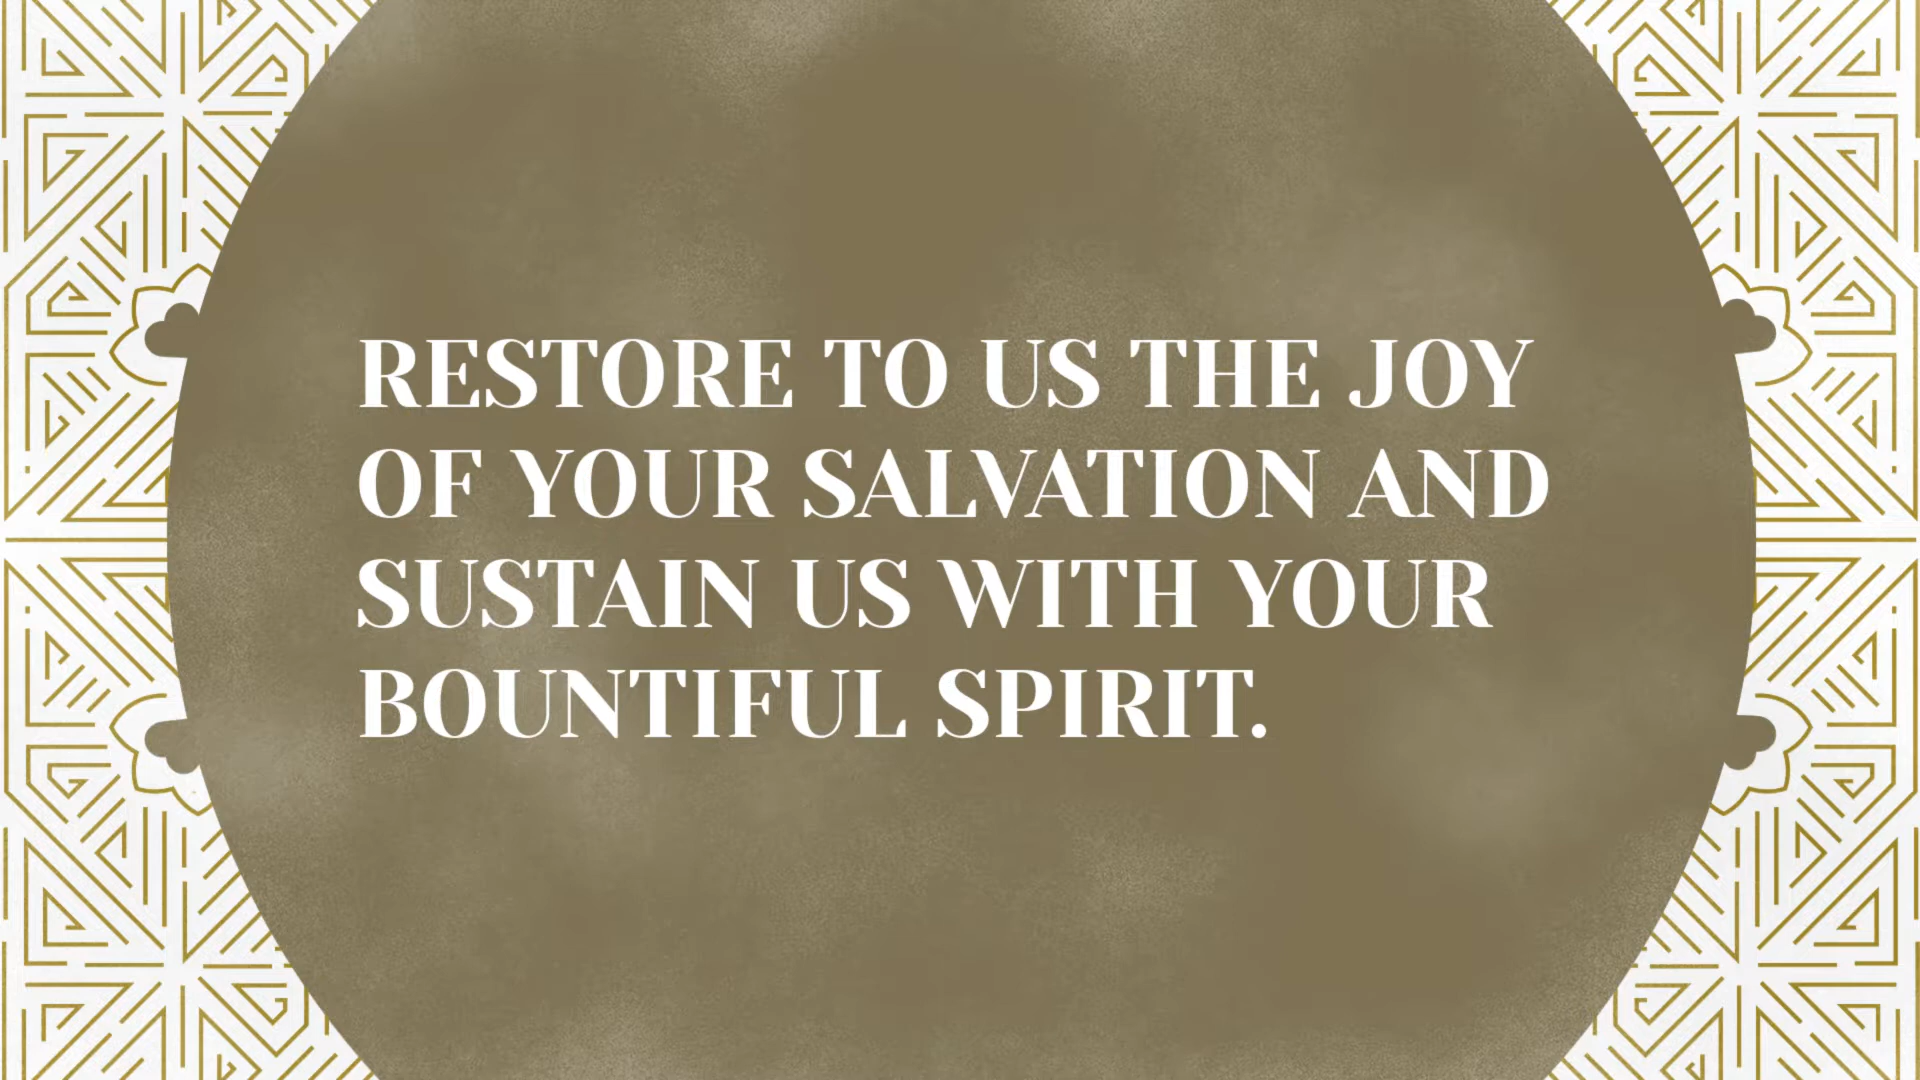 RESTORE TO US THE JOY
OF YOUR SALVATION AND
SUSTAIN US WITH YOUR
BOUNTIFUL SPIRIT.